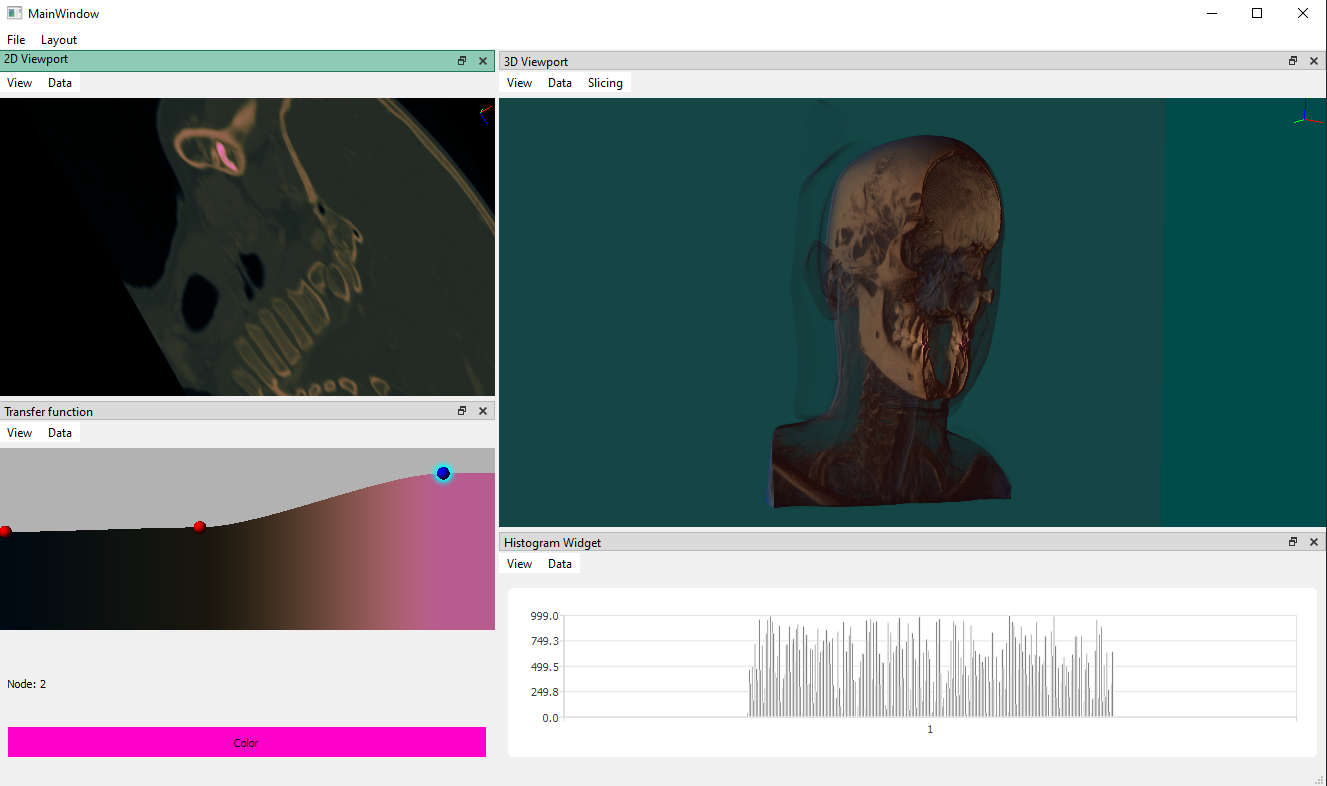 MainWindow
File Layout
2D Viewport
View Data
3D Viewport
View Data Slicing
Transfer function
View Data
Node: 2
Color
Histogram Widget
View Data
999.0
749.3
499.5
249.8
0.0
1